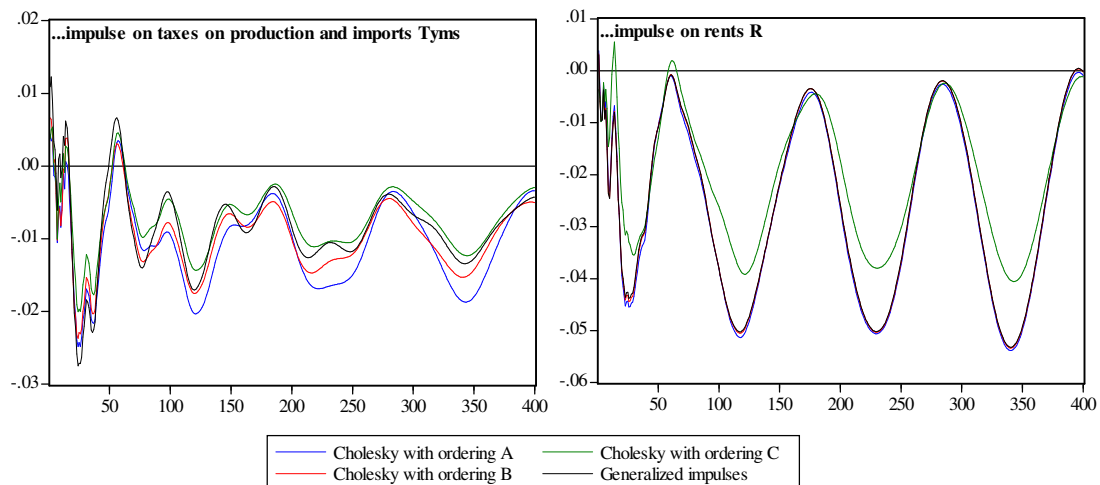 ...impulse on taxes on production and imports Tyms
.02
.01
.00
-.01
-.02
-.03
50 100 150 200 250 300 350 400
...impulse on rents R
.01
.00
-.01
-.02
-.03
-.04
-.05
-.06
50 100 150 200 250 300 350 400
Cholesky with ordering A
Cholesky with ordering B
Cholesky with ordering C
Generalized impulses